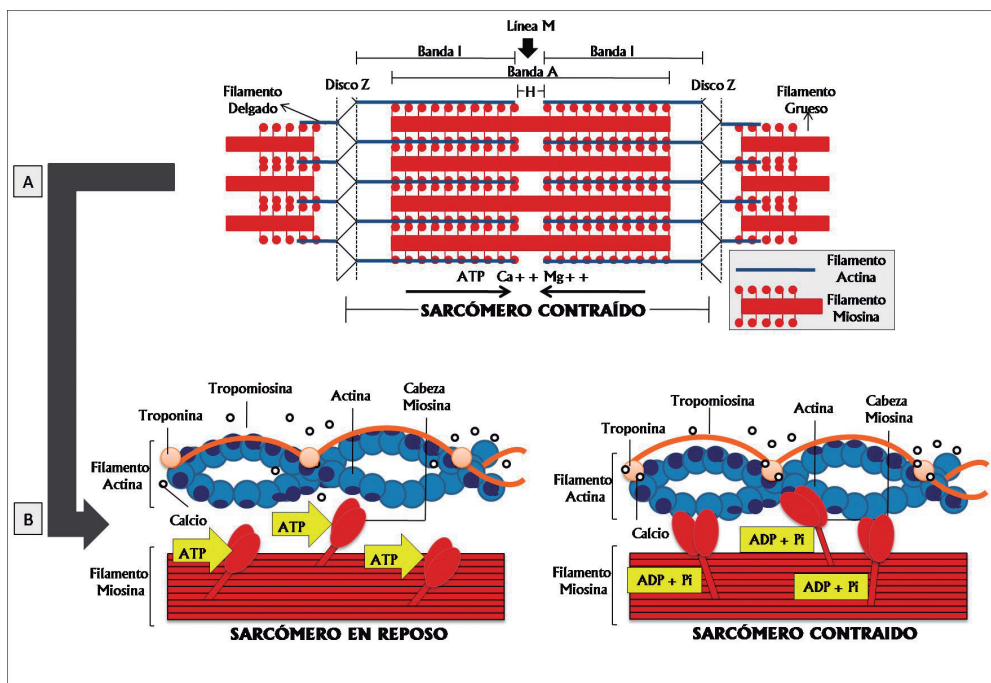 Línea M
Banda I
Banda I
Banda A
Disco Z
Disco Z
H
Filamento
Delgado
Filamento
Grueso
A
ATP Ca++ Mg++
SARCÓMERO CONTRAÍDO
Filamento
Actina
Filamento
Miosina
Tropomiosina
Actina
Cabeza
Miosina
Troponina
Filamento
Actina
Calcio
B
ATP
ATP
ATP
Filamento
Miosina
SARCÓMERO EN REPOSO
Tropomiosina
Actina
Cabeza
Miosina
Troponina
Filamento
Actina
Calcio
ADP + Pi
ADP + Pi
ADP + Pi
Filamento
Miosina
SARCÓMERO CONTRAIDO